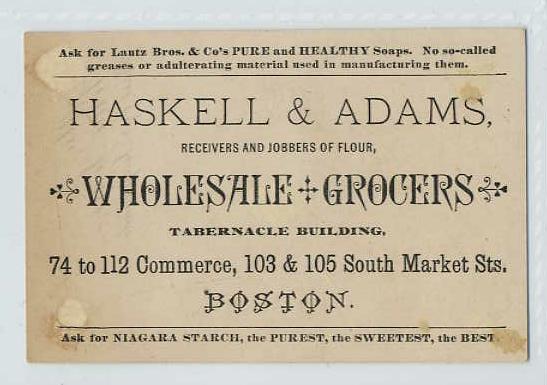 Ask for Lautz Bros. & Co's PURE and HEALTHY Soaps. No so-called
greases or adulterating material used in manufacturing them.
HASKELL & ADAMS,
RECEIVERS AND JOBBERS OF FLOUR,
WHOLESALE + GROCERS
TABERNACLE BUILDING,
74 to 112 Commerce, 103 & 105 South Market Sts.
BOSTON.
Ask for NIAGARA STARCH, the PUREST, the SWEETEST, the BEST.